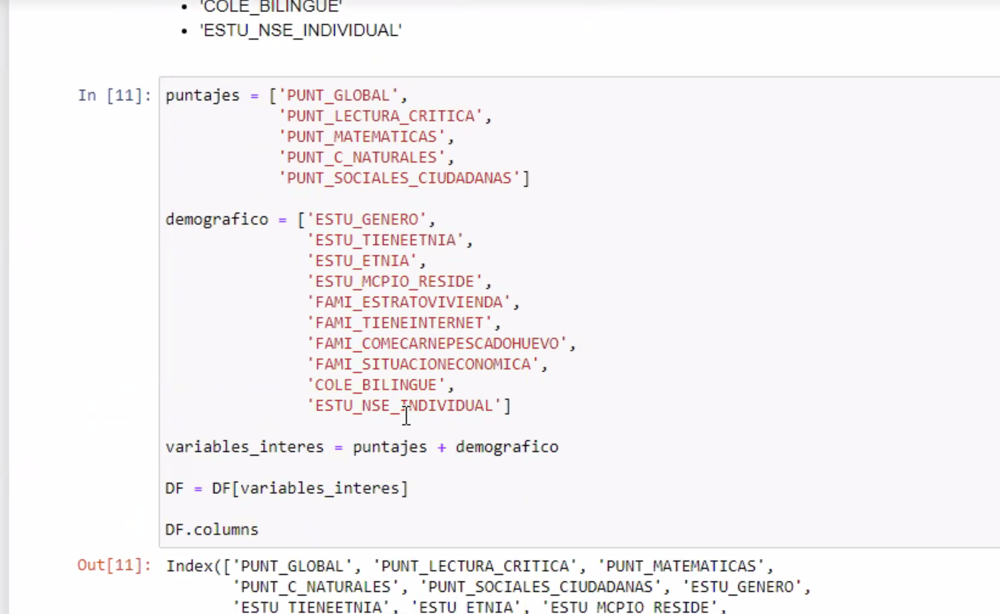 • 'COLE_BILINGUE'
• 'ESTU_NSE_INDIVIDUAL'
In [11]: puntajes = ['PUNT_GLOBAL',
'PUNT_LECTURA_CRITICA',
'PUNT_MATEMATICAS',
'PUNT_C_NATURALES',
'PUNT_SOCIALES_CIUDADANAS']
demografico = ['ESTU_GENERO',
'ESTU_TIENEETNIA',
'ESTU_ETNIA',
'ESTU_MCPIO_RESIDE',
'FAMI_ESTRATOVIVIENDA',
'FAMI_TIENEINTERNET',
'FAMI_COMECARNEPESCADOHUEVO',
'FAMI_SITUACIONECONOMICA',
'COLE_BILINGUE',
'ESTU_NSE_INDIVIDUAL']
variables_interes = puntajes + demografico
DF = DF[variables_interes]
DF.columns
Out[11]: Index(['PUNT_GLOBAL', 'PUNT_LECTURA_CRITICA', 'PUNT_MATEMATICAS',
'PUNT_C_NATURALES', 'PUNT_SOCIALES_CIUDADANAS', 'ESTU_GENERO',
'ESTU_TIENEETNIA', 'ESTU_ETNIA', 'ESTU_MCPIO_RESIDE',